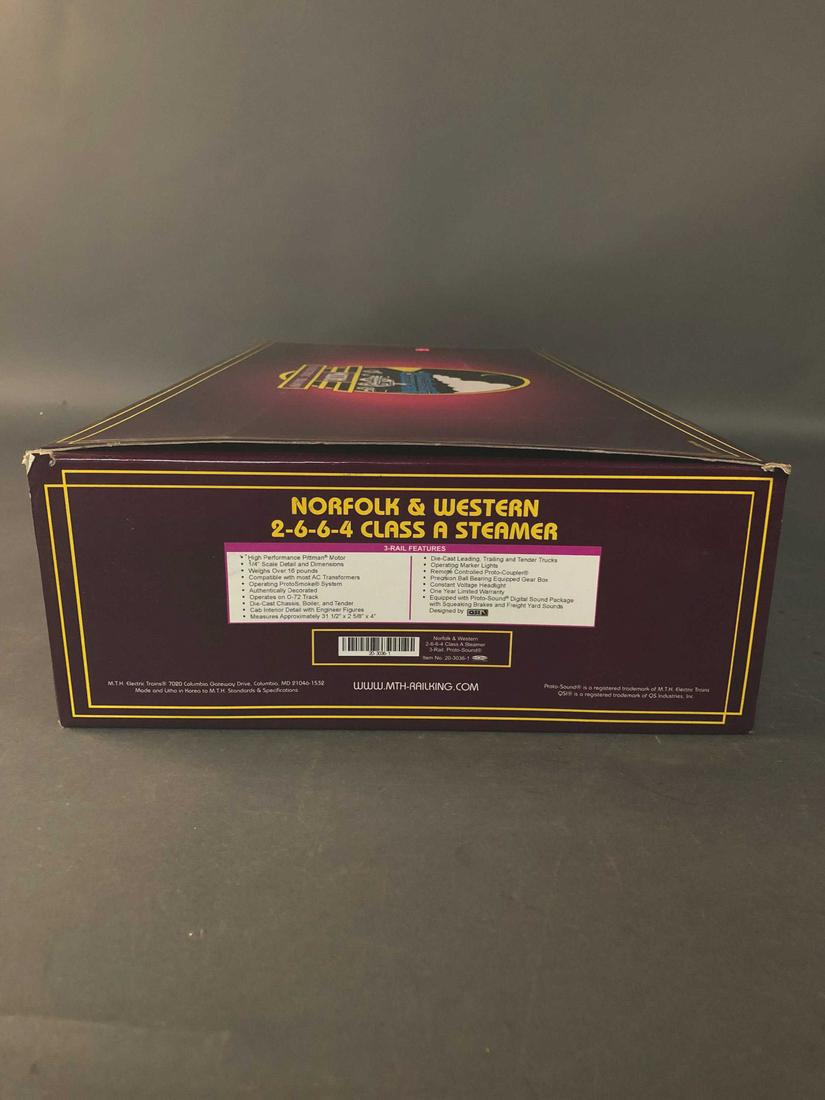 NORFOLK & WESTERN
2-6-6-4 CLASS A STEAMER
3-RAIL FEATURES
• High Performance Pittman® Motor
• 1/4" Scale Detail and Dimensions
• Weighs Over 16 pounds
• Compatible with most AC Transformers
• Operating ProtoSmoke® System
• Authentically Decorated
• Operates on O-72 Track
• Die-Cast Chassis, Boiler, and Tender
• Cab Interior Detail with Engineer Figures
• Measures Approximately 31 1/2" x 2 5/8" x 4"
• Die-Cast Leading, Trailing and Tender Trucks
• Operating Marker Lights
• Remote Controlled Proto-Coupler®
• Precision Ball Bearing Equipped Gear Box
• Constant Voltage Headlight
• One Year Limited Warranty
• Equipped with Proto-Sound® Digital Sound Package
with Squeaking Brakes and Freight Yard Sounds
Designed by
20-3036-1
Norfolk & Western
2-6-6-4 Class A Steamer
3-Rail, Proto-Sound®
Item No. 20-3036-1
M.T.H. Electric Trains® 7020 Columbia Gateway Drive, Columbia, MD 21046-1532
Made and Litho in Korea to M.T.H. Standards & Specifications
WWW.MTH-RAILKING.COM
Proto-Sound® is a registered trademark of M.T.H. Electric Trains
QSI® is a registered trademark of QS Industries, Inc.